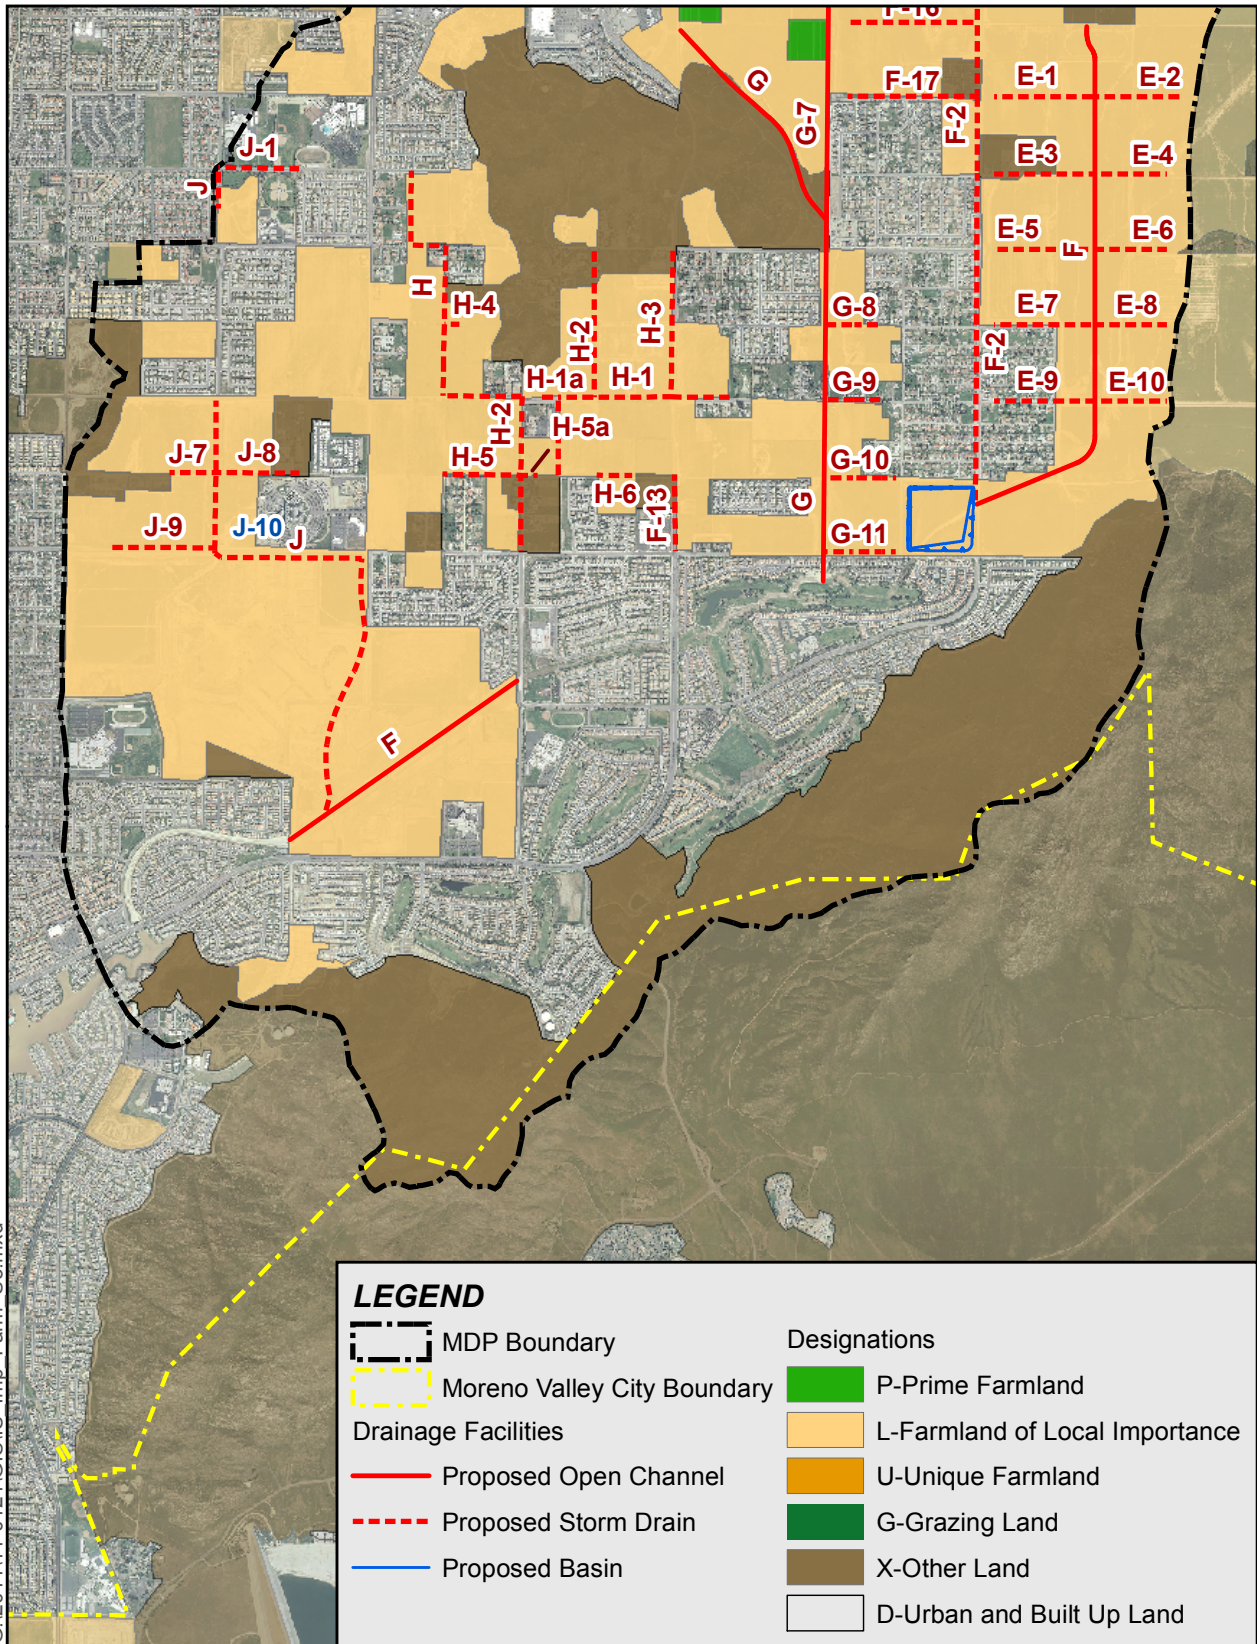 F-16
G
F-17
E-1
E-2
G-7
F-2
J-1
E-3
E-4
J
E-5
E-6
F
H
H-4
H-2
H-3
G-8
E-7
E-8
F-2
H-1a
H-1
G-9
E-9
E-10
H-2
H-5a
J-7
J-8
H-5
G-10
H-6
F-13
G
J-9
J-10
J
G-11
F
LEGEND
MDP Boundary
Moreno Valley City Boundary
Drainage Facilities
Proposed Open Channel
Proposed Storm Drain
Proposed Basin
Designations
P-Prime Farmland
L-Farmland of Local Importance
U-Unique Farmland
G-Grazing Land
X-Other Land
D-Urban and Built Up Land